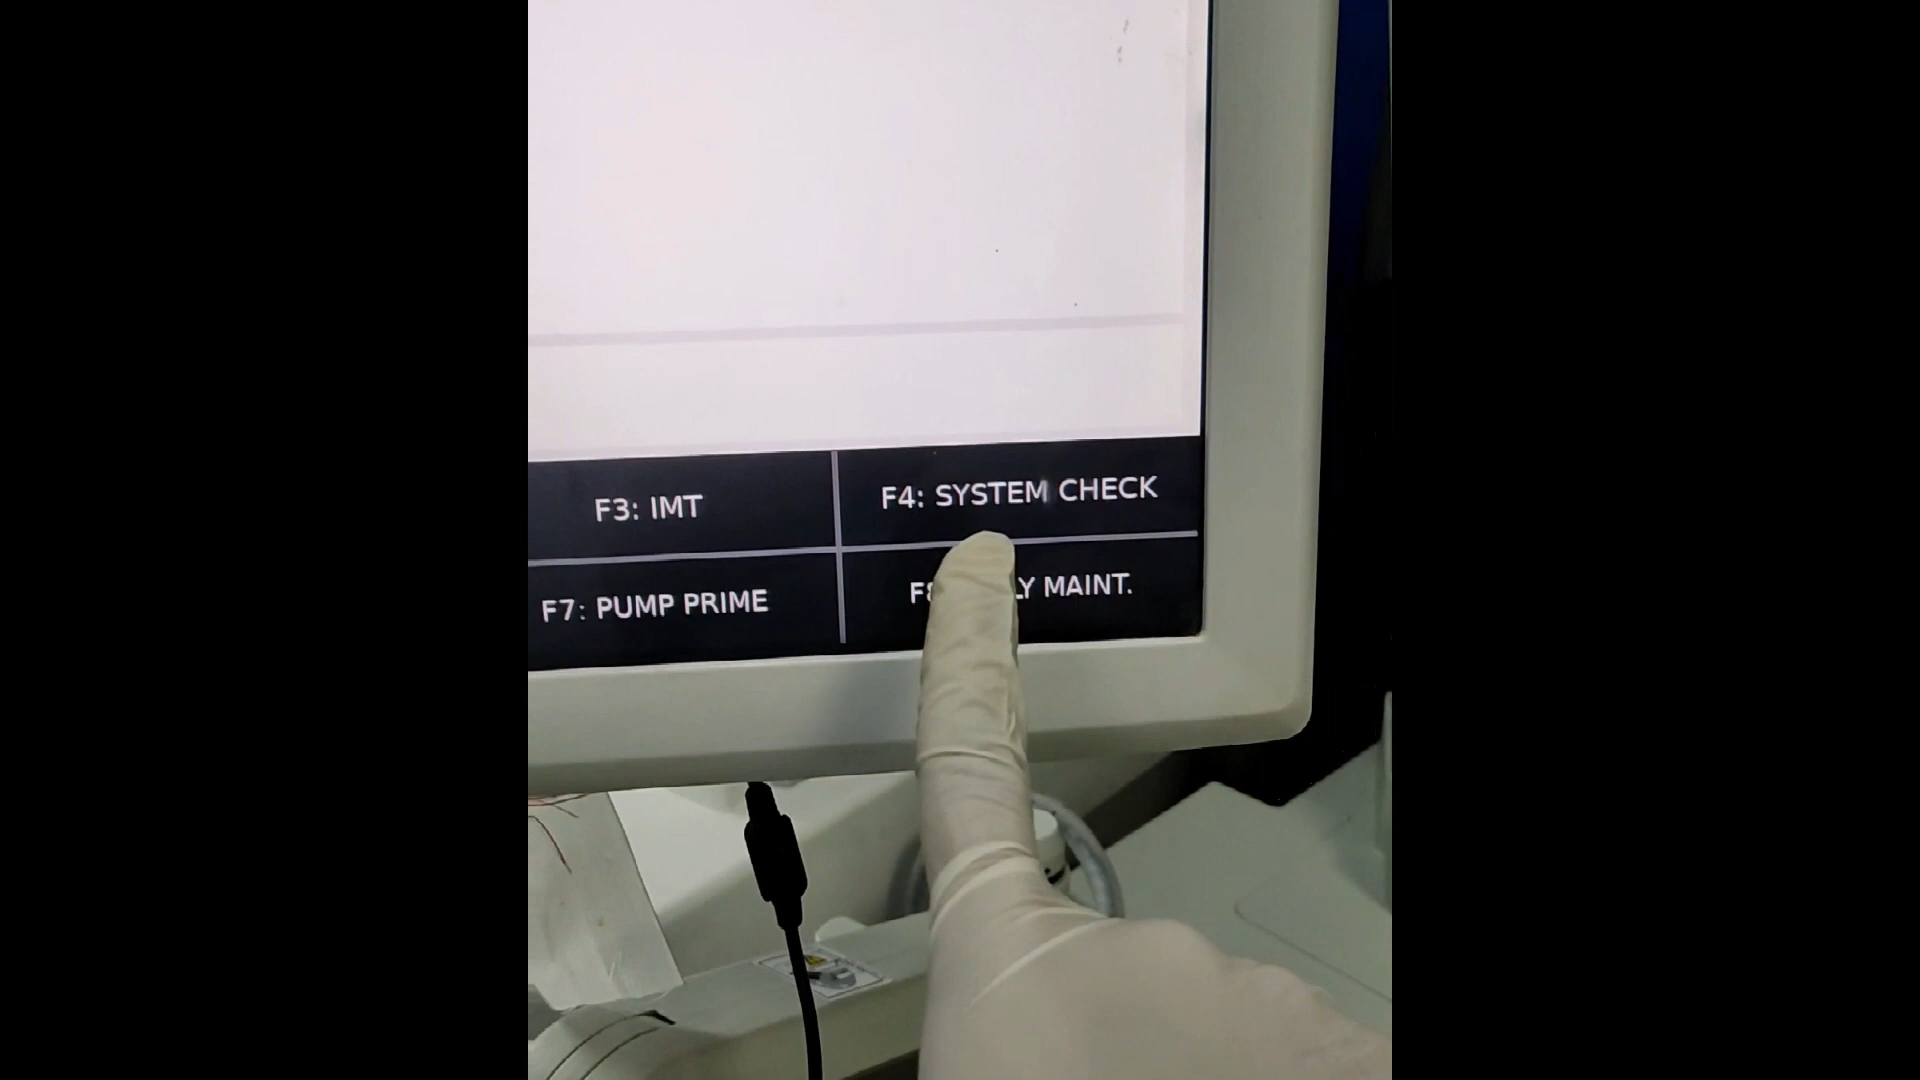 F3: IMT
F4: SYSTEM CHECK
F7: PUMP PRIME
MAINT.